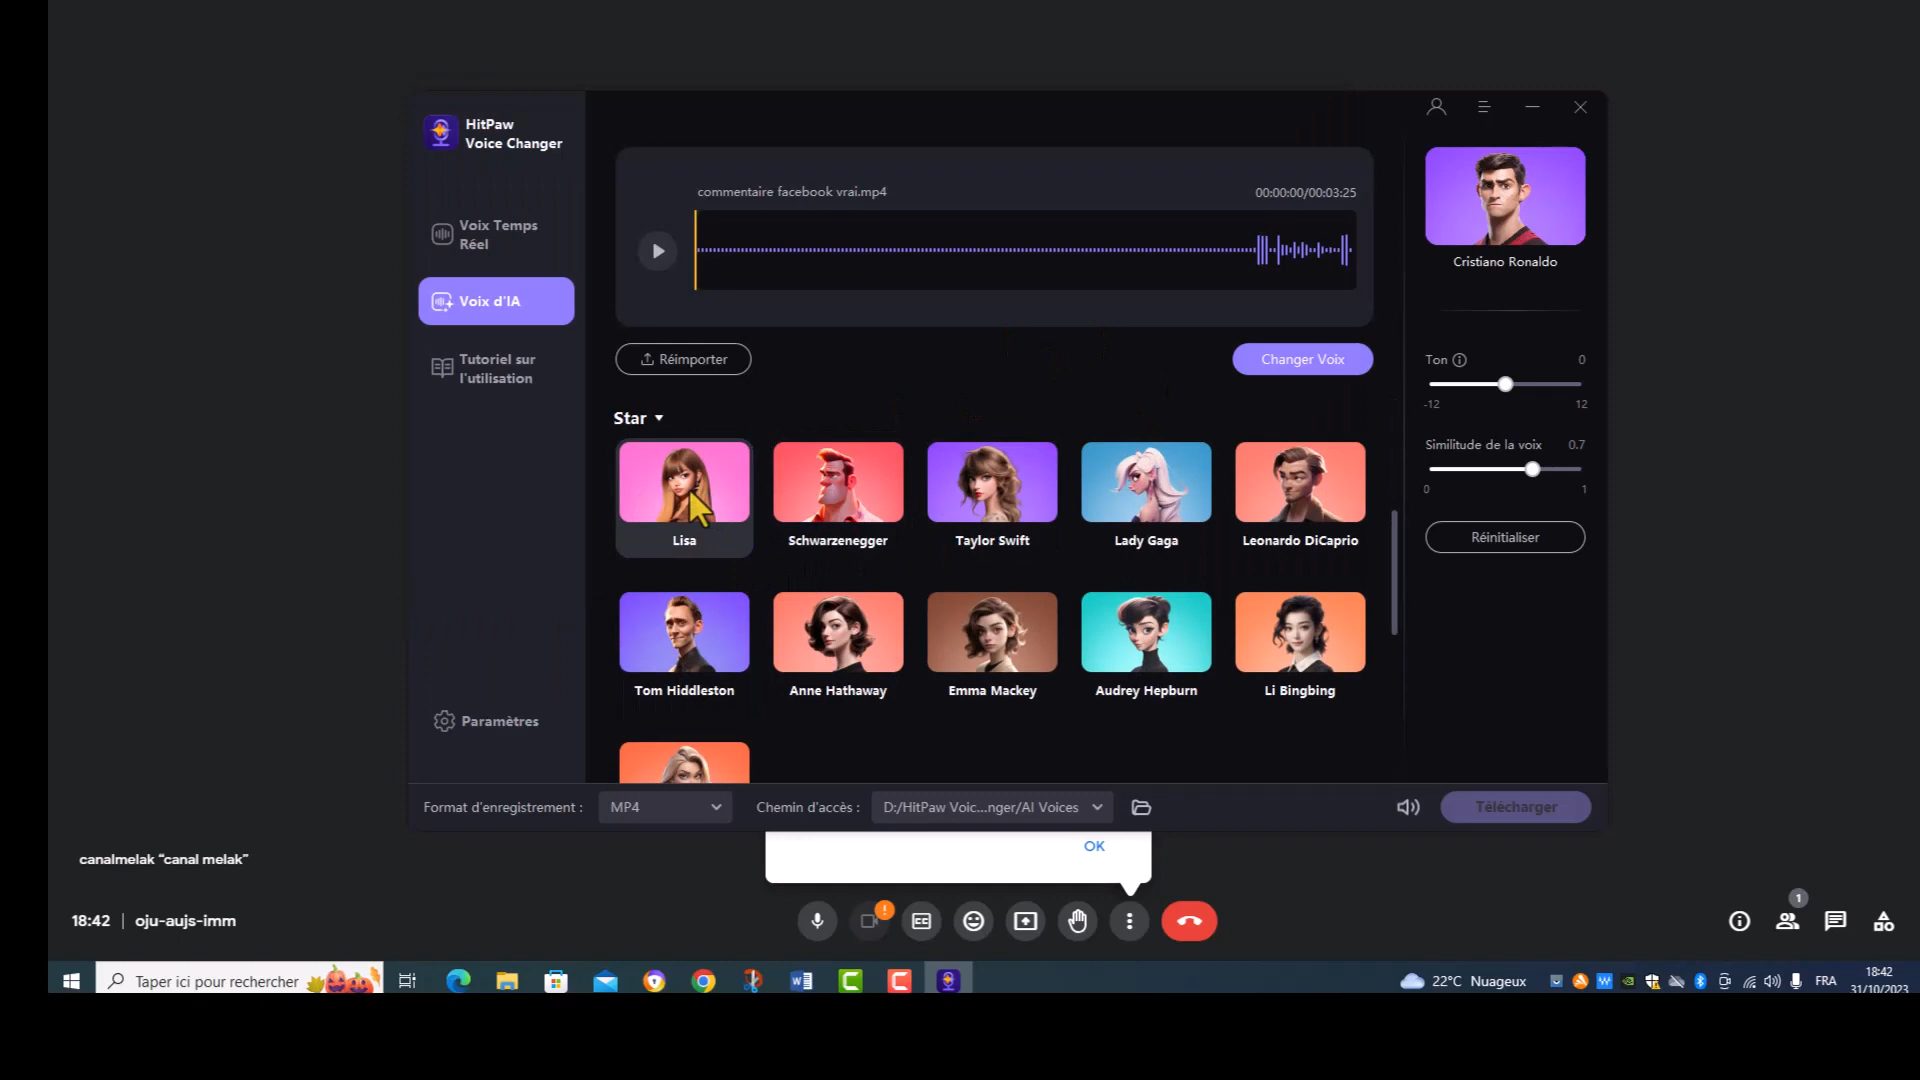 HitPaw
Voice Changer
Voix Temps
Réel
Voix d'IA
Tutoriel sur
l'utilisation
Paramètres
commentaire facebook vrai.mp4
00:00:00/00:03:25
Réimporter
Changer Voix
Star
Lisa
Schwarzenegger
Taylor Swift
Lady Gaga
Leonardo DiCaprio
Tom Hiddleston
Anne Hathaway
Emma Mackey
Audrey Hepburn
Li Bingbing
Cristiano Ronaldo
Ton
0
-12
12
Similitude de la voix
0.7
0
1
Réinitialiser
Format d'enregistrement :
MP4
Chemin d'accès :
D:/HitPaw Voic...nger/AI Voices
Télécharger
OK
canalmelak “canal melak”
18:42 | oju-aujs-imm
1
Taper ici pour rechercher
22°C Nuageux
FRA
18:42
31/10/2023